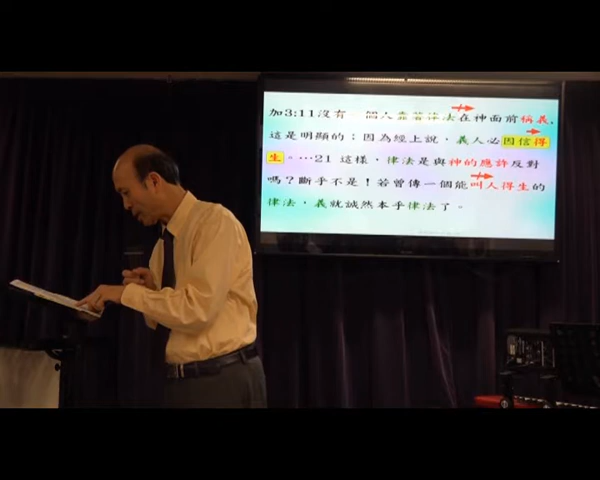 加3:11沒有一個人靠著律法在神面前稱義，
這是明顯的；因為經上說，義人必因信得
生。…21 這樣，律法是與神的應許反對
嗎？斷乎不是！若曾傳一個能叫人得生的
律法，義就誠然本乎律法了。